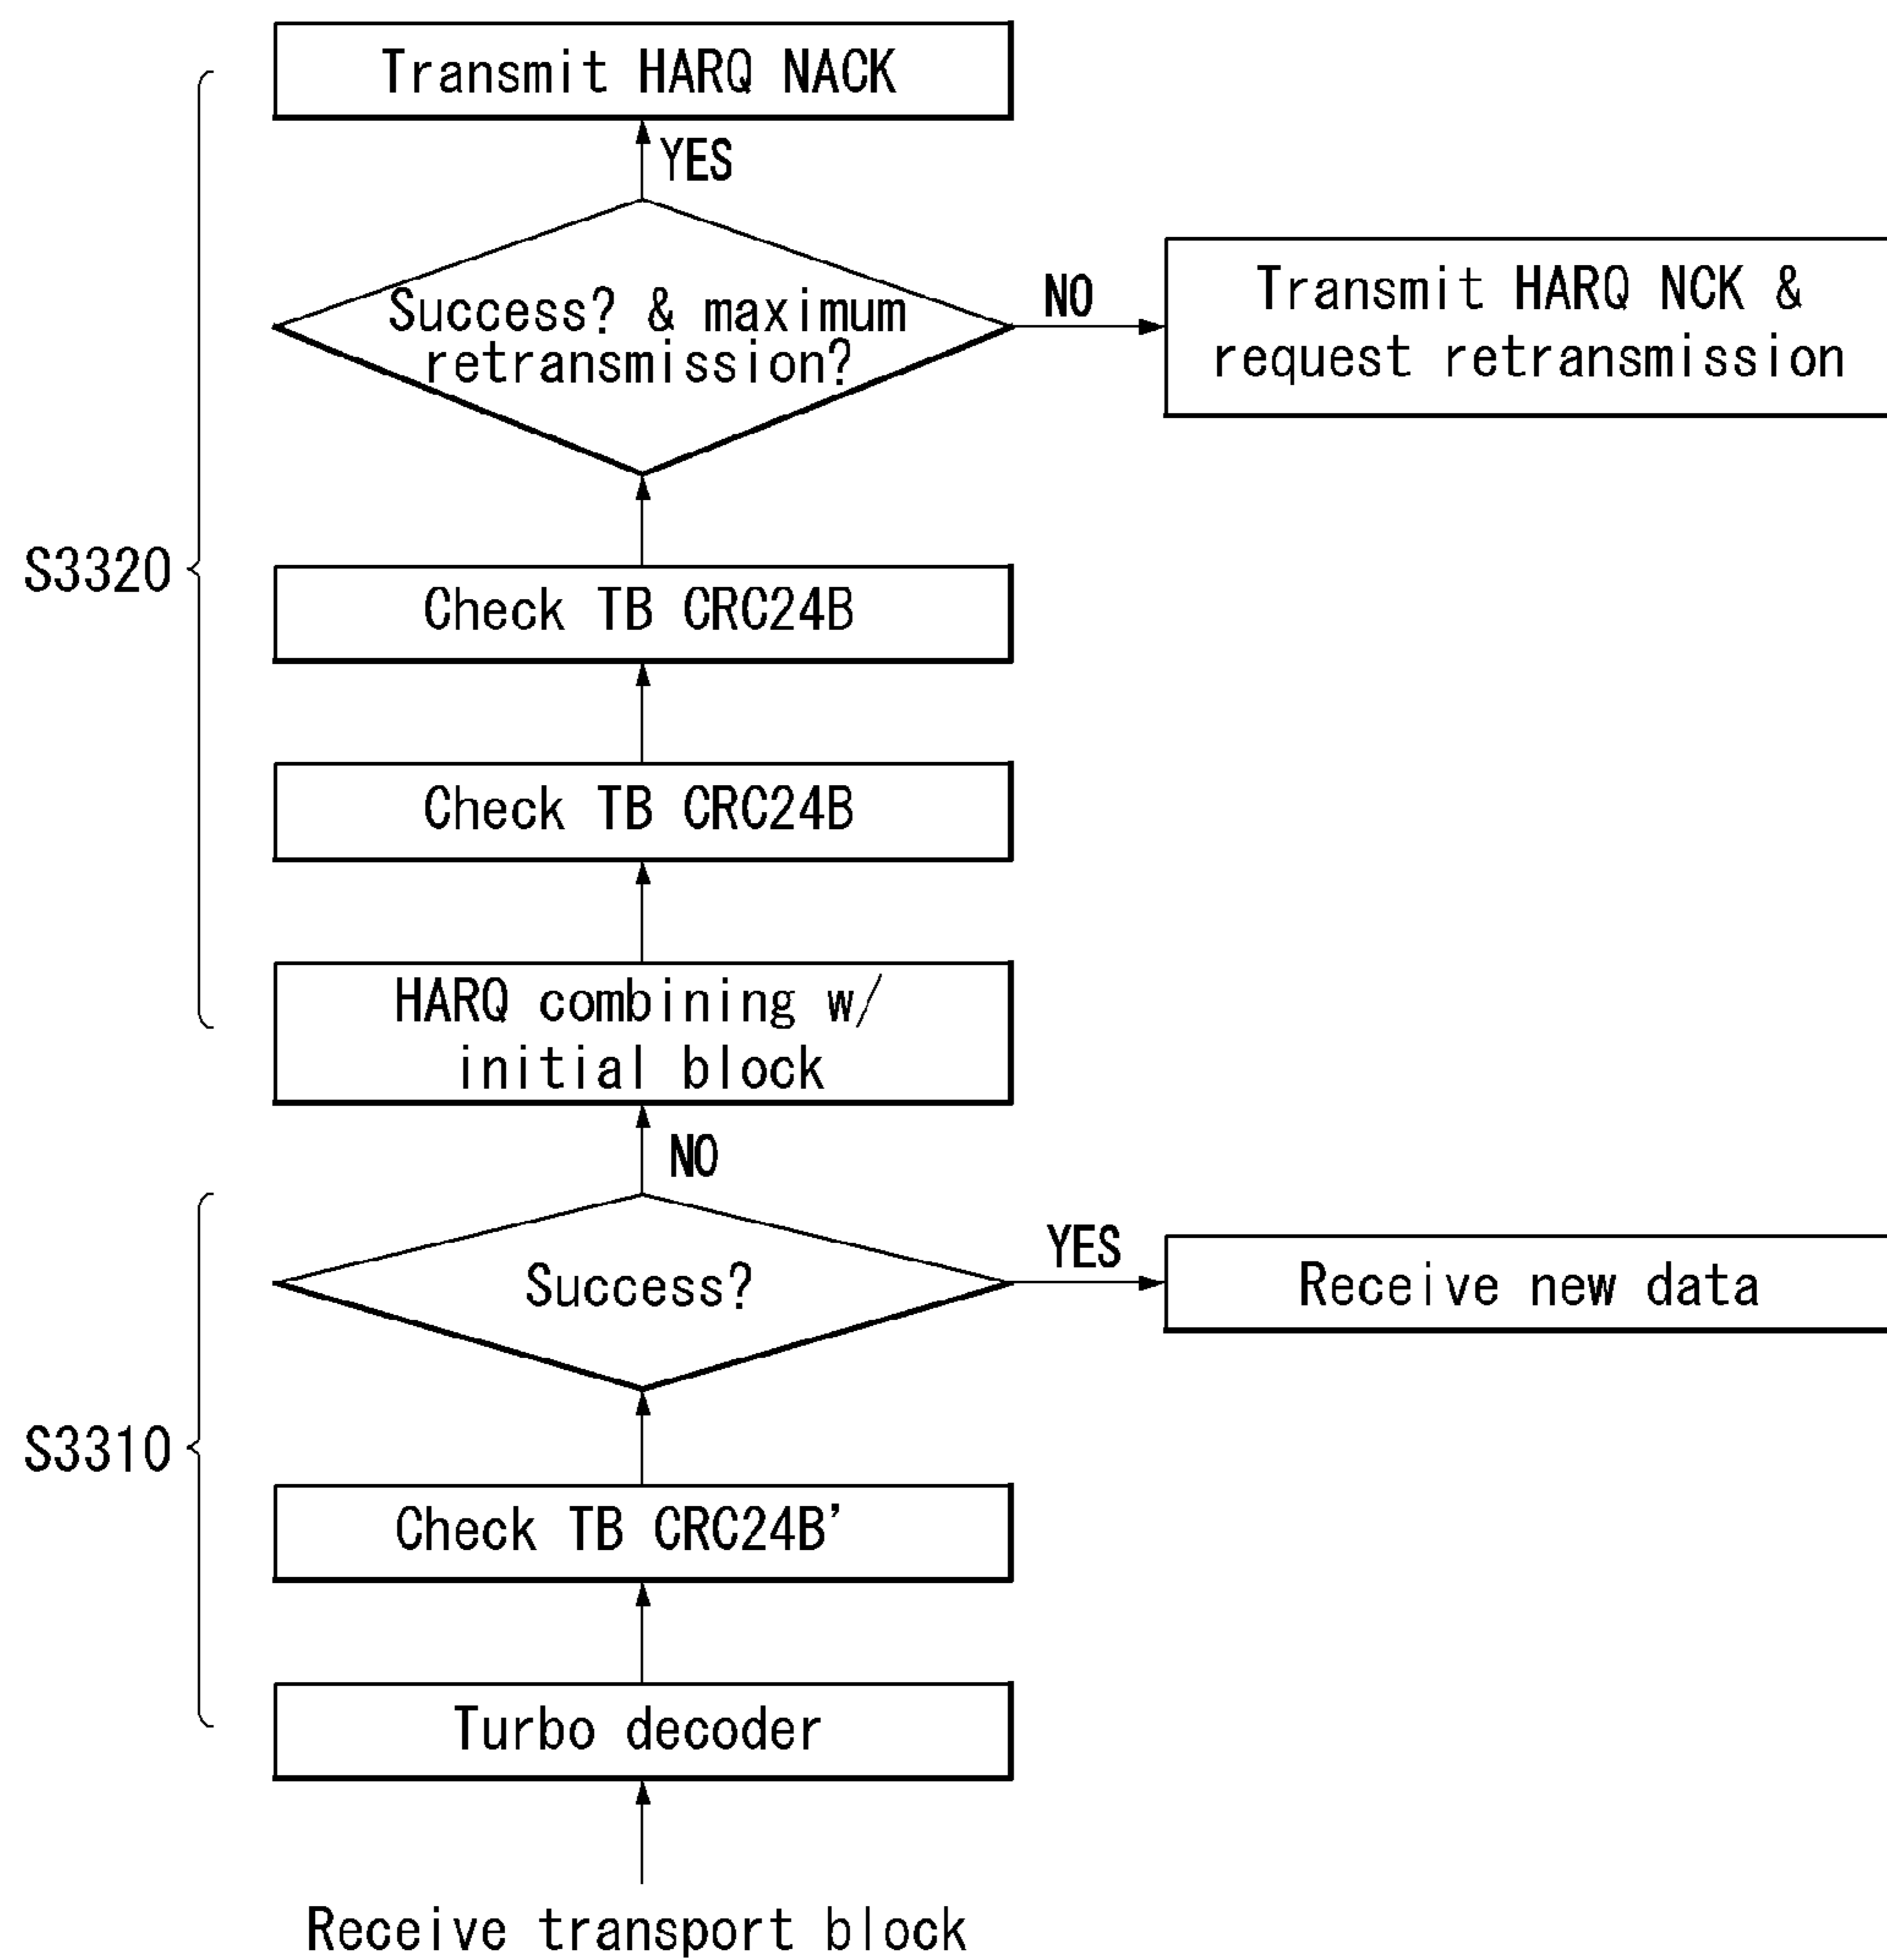 Transmit HARQ NACK
YES
Success? & maximum
retransmission?
NO
Transmit HARQ NCK &
request retransmission
S3320
Check TB CRC24B
Check TB CRC24B
HARQ combining w/
initial block
NO
Success?
YES
Receive new data
S3310
Check TB CRC24B'
Turbo decoder
Receive transport block